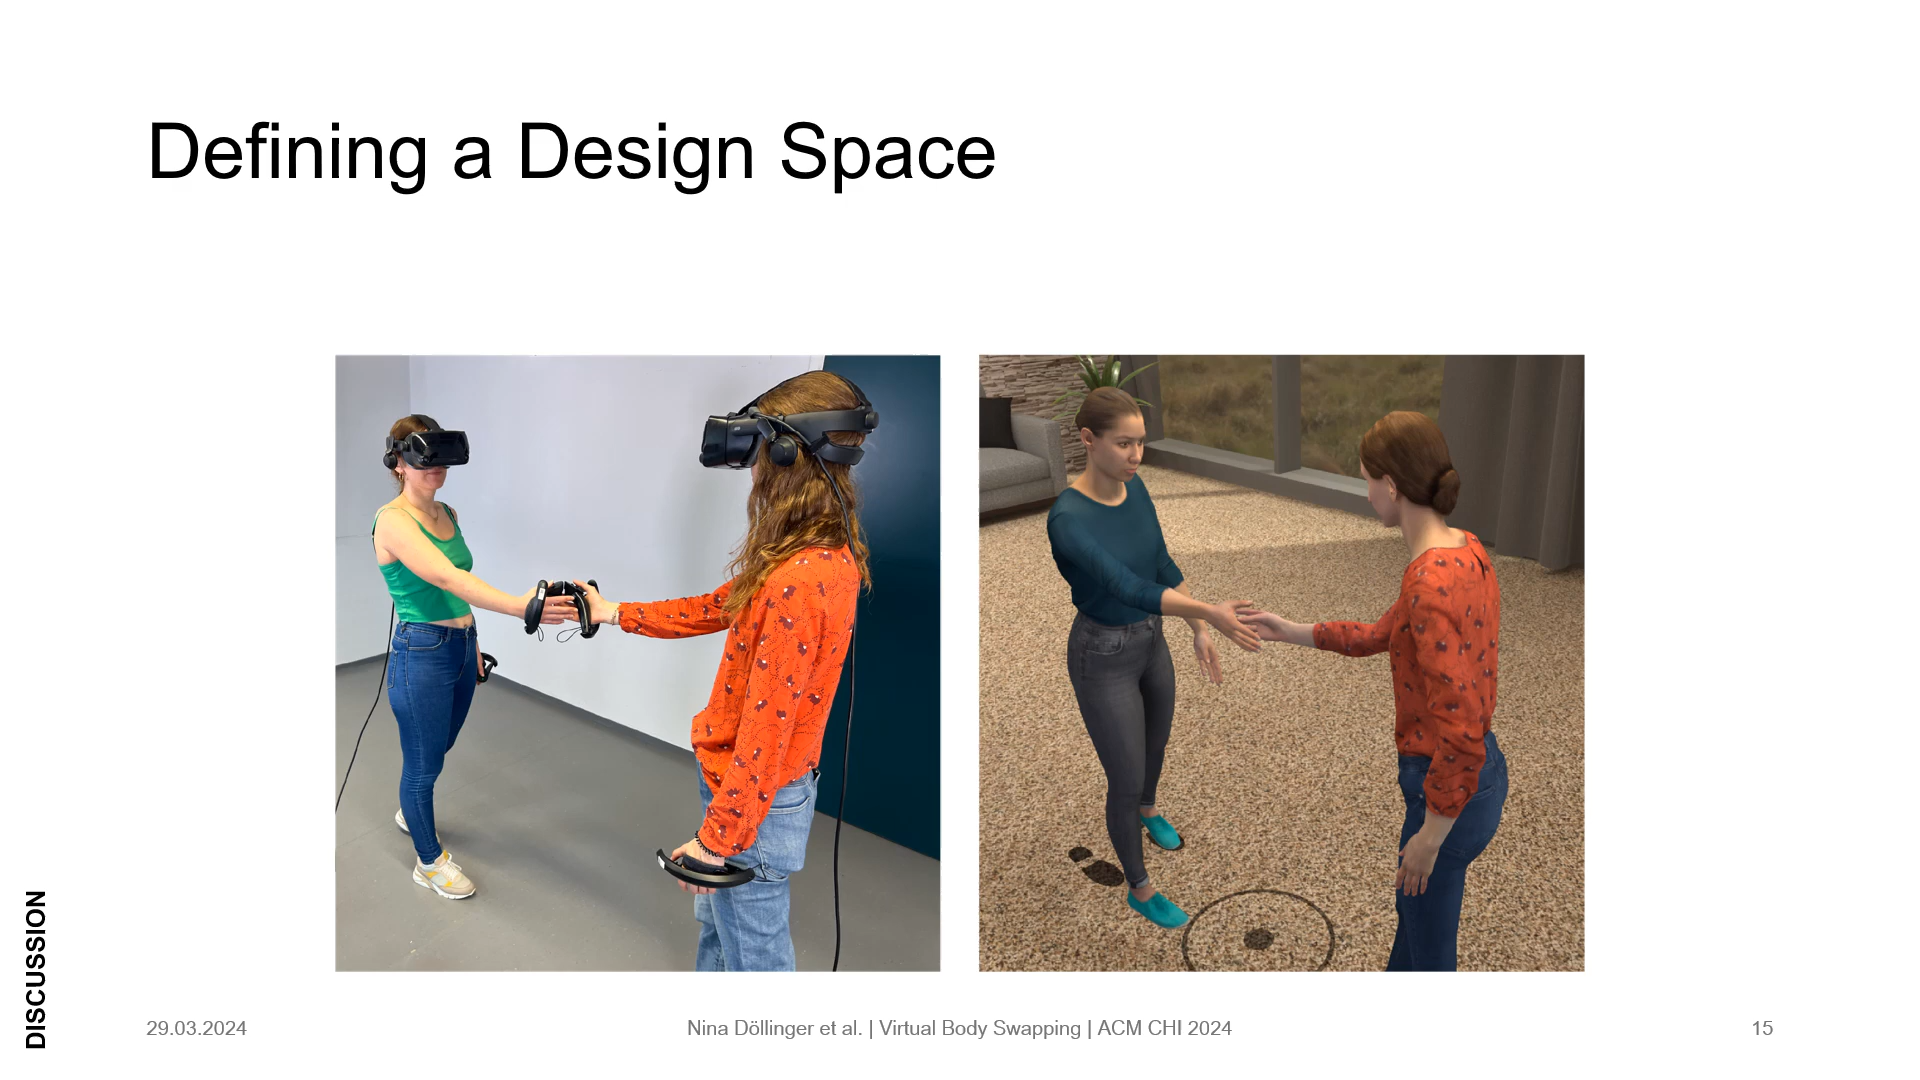 Defining a Design Space
DISCUSSION
29.03.2024
Nina Döllinger et al. | Virtual Body Swapping | ACM CHI 2024
15